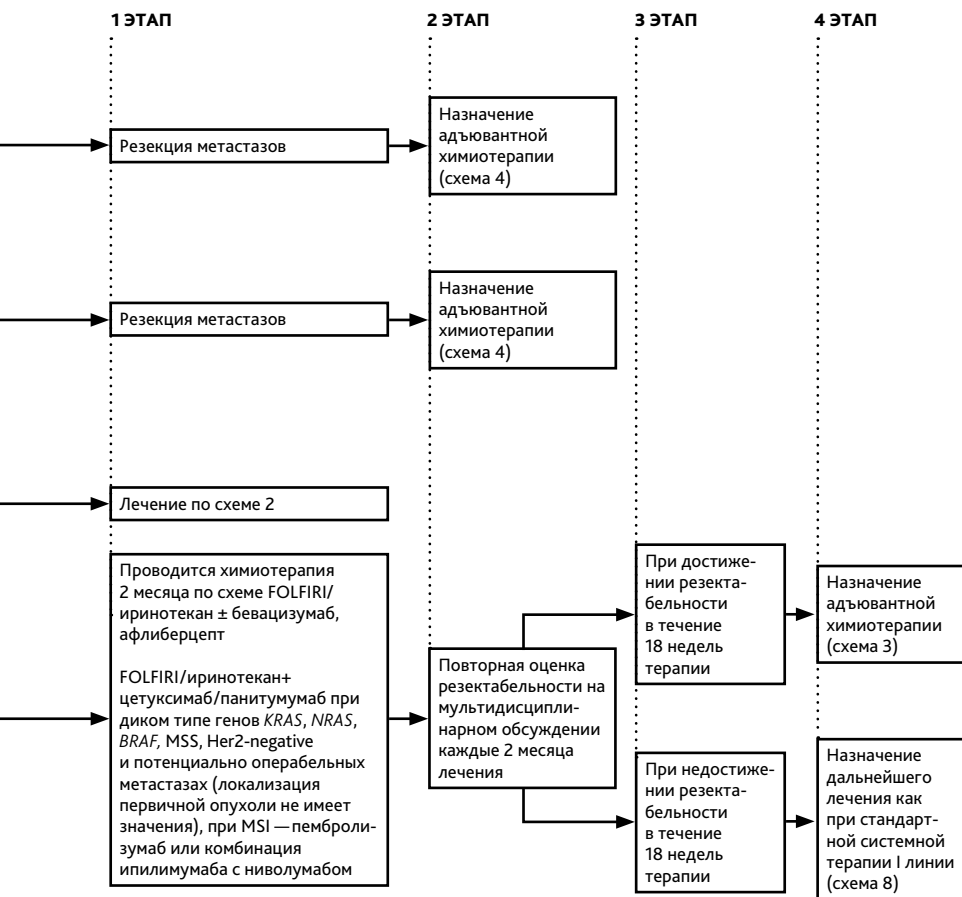 1 ЭТАП
2 ЭТАП
3 ЭТАП
4 ЭТАП
Резекция метастазов
Назначение
адъювантной
химиотерапии
(схема 4)
Резекция метастазов
Назначение
адъювантной
химиотерапии
(схема 4)
Лечение по схеме 2
Проводится химиотерапия
2 месяца по схеме FOLFIRI/
иринотекан ± бевацизумаб,
афлиберцепт
FOLFIRI/иринотекан+
цетуксимаб/панитумумаб при
диком типе генов KRAS, NRAS,
BRAF, MSS, Her2-negative
и потенциально операбельных
метастазах (локализация
первичной опухоли не имеет
значения), при MSI — пемброли-
зумаб или комбинация
ипилимумаба с ниволумабом
Повторная оценка
резектабельности на
мультидисципли-
нарном обсуждении
каждые 2 месяца
лечения
При достиже-
нии резекта-
бельности
в течение
18 недель
терапии
Назначение
адъювантной
химиотерапии
(схема 3)
При недостиже-
нии резекта-
бельности
в течение
18 недель
терапии
Назначение
дальнейшего
лечения как
при стандарт-
ной системной
терапии I линии
(схема 8)